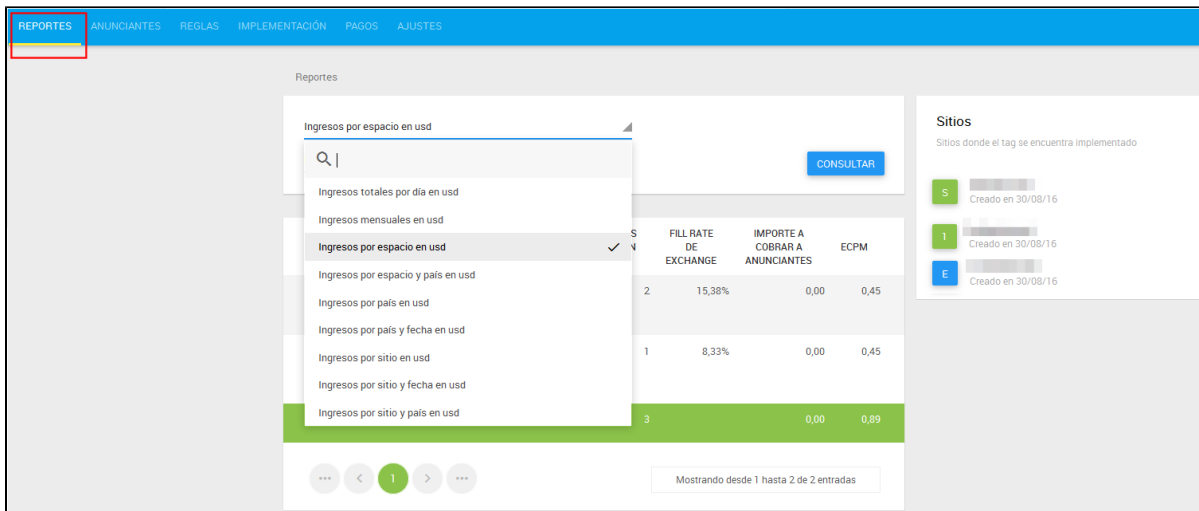 REPORTES ANUNCIANTES REGLAS IMPLEMENTACIÓN PAGOS AJUSTES
Reportes
Ingresos por espacio en usd
CONSULTAR
Ingresos totales por día en usd
Ingresos mensuales en usd
Ingresos por espacio en usd
Ingresos por espacio y país en usd
Ingresos por país en usd
Ingresos por país y fecha en usd
Ingresos por sitio en usd
Ingresos por sitio y fecha en usd
Ingresos por sitio y país en usd
FILL RATE
DE
EXCHANGE
IMPORTE A
COBRAR A
ANUNCIANTES
ECPM
2 15,38% 0,00 0,45
1 8,33% 0,00 0,45
3 0,00 0,89
1
Mostrando desde 1 hasta 2 de 2 entradas
Sitios
Sitios donde el tag se encuentra implementado
S
Creado en 30/08/16
1
Creado en 30/08/16
E
Creado en 30/08/16